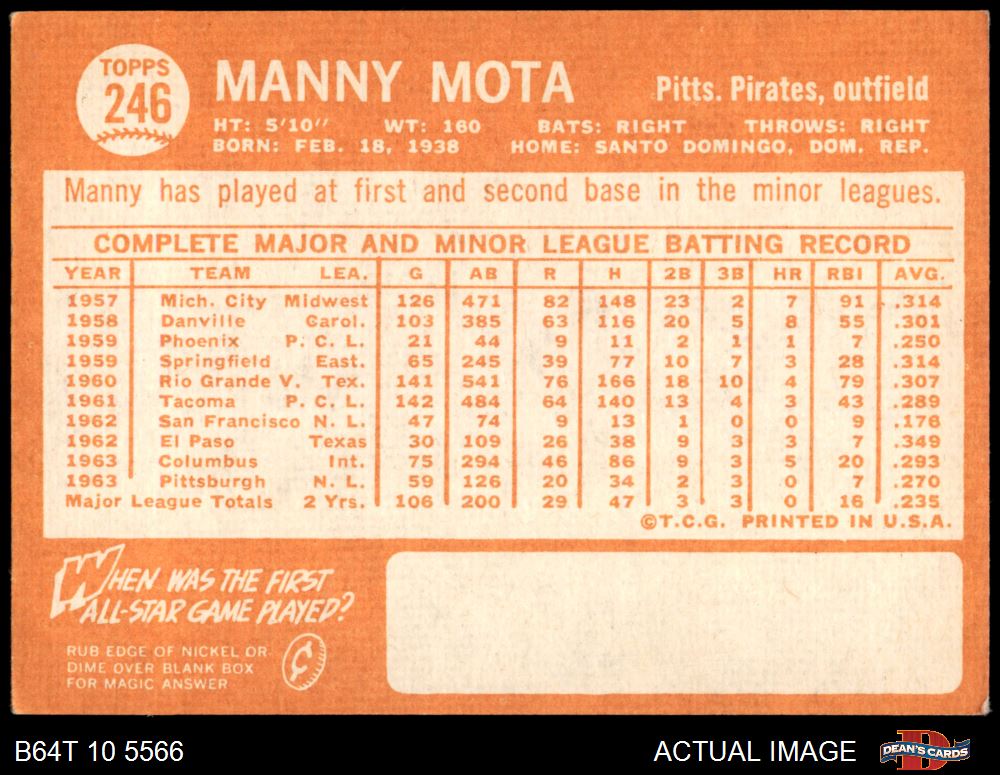 TOPPS
246
MANNY MOTA
Pitts. Pirates, outfield
HT: 5'10" WT: 160 BATS: RIGHT THROWS: RIGHT
BORN: FEB. 18, 1938 HOME: SANTO DOMINGO, DOM. REP.
Manny has played at first and second base in the minor leagues.
COMPLETE MAJOR AND MINOR LEAGUE BATTING RECORD
YEAR TEAM LEA. G AB R H 2B 3B HR RBI AVG.
1957 Mich. City Midwest 126 471 82 148 23 2 7 91 .314
1958 Danville Carol. 103 385 63 116 20 5 8 55 .301
1959 Phoenix P. C. L. 21 44 9 11 2 1 1 7 .250
1959 Springfield East. 65 245 39 77 10 7 3 28 .314
1960 Rio Grande V. Tex. 141 541 76 166 18 10 4 79 .307
1961 Tacoma P. C. L. 142 484 64 140 13 4 3 43 .289
1962 San Francisco N. L. 47 74 9 13 1 0 0 9 .176
1962 El Paso Texas 30 109 26 38 9 3 3 7 .349
1963 Columbus Int. 75 294 46 86 9 3 5 20 .293
1963 Pittsburgh N. L. 59 126 20 34 2 3 0 7 .270
Major League Totals 2 Yrs. 106 200 29 47 3 3 0 16 .235
©T.C.G. PRINTED IN U.S.A.
WHEN WAS THE FIRST
ALL-STAR GAME PLAYED?
RUB EDGE OF NICKEL OR
DIME OVER BLANK BOX
FOR MAGIC ANSWER
¢
B64T 10 5566
ACTUAL IMAGE
DEAN'S CARDS